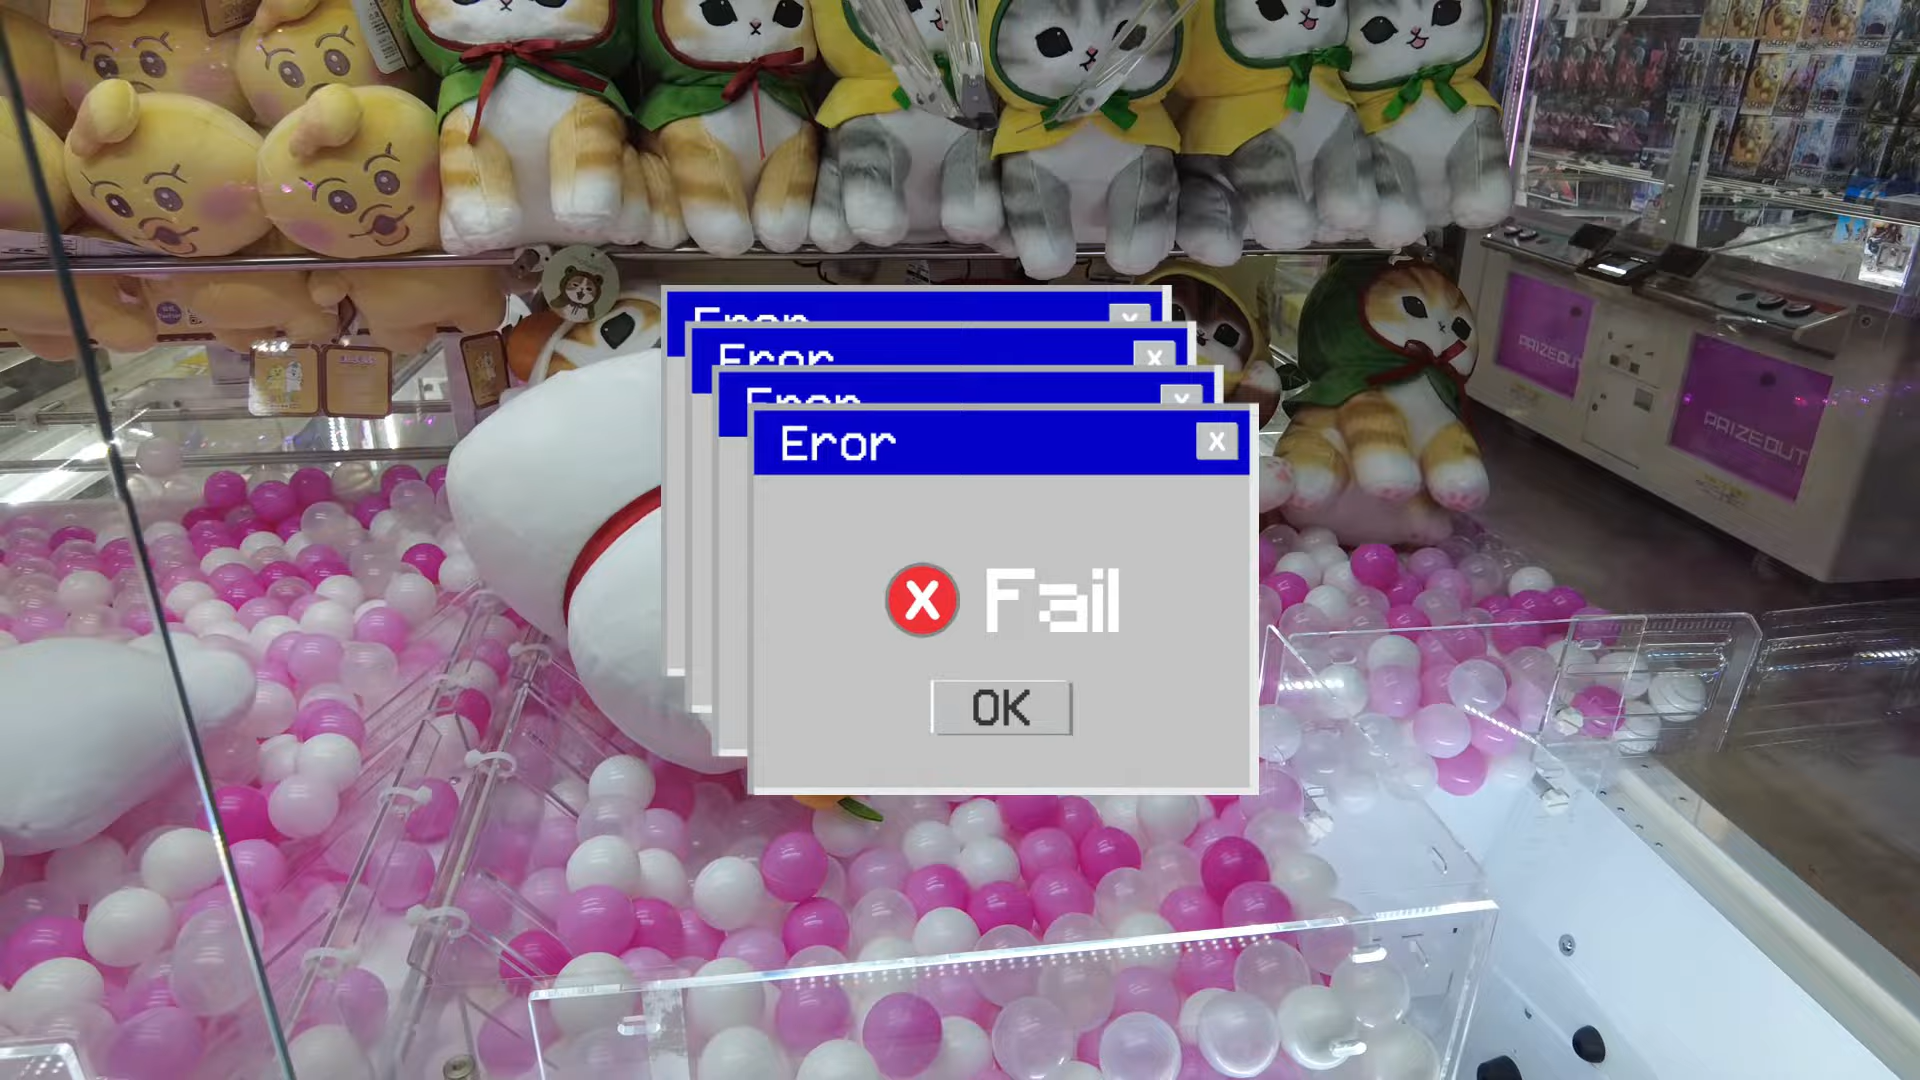 Eror
x
Eror
x
Eror
x
Eror
x
x Fail
OK
PRIZE OUT
PRIZE OUT